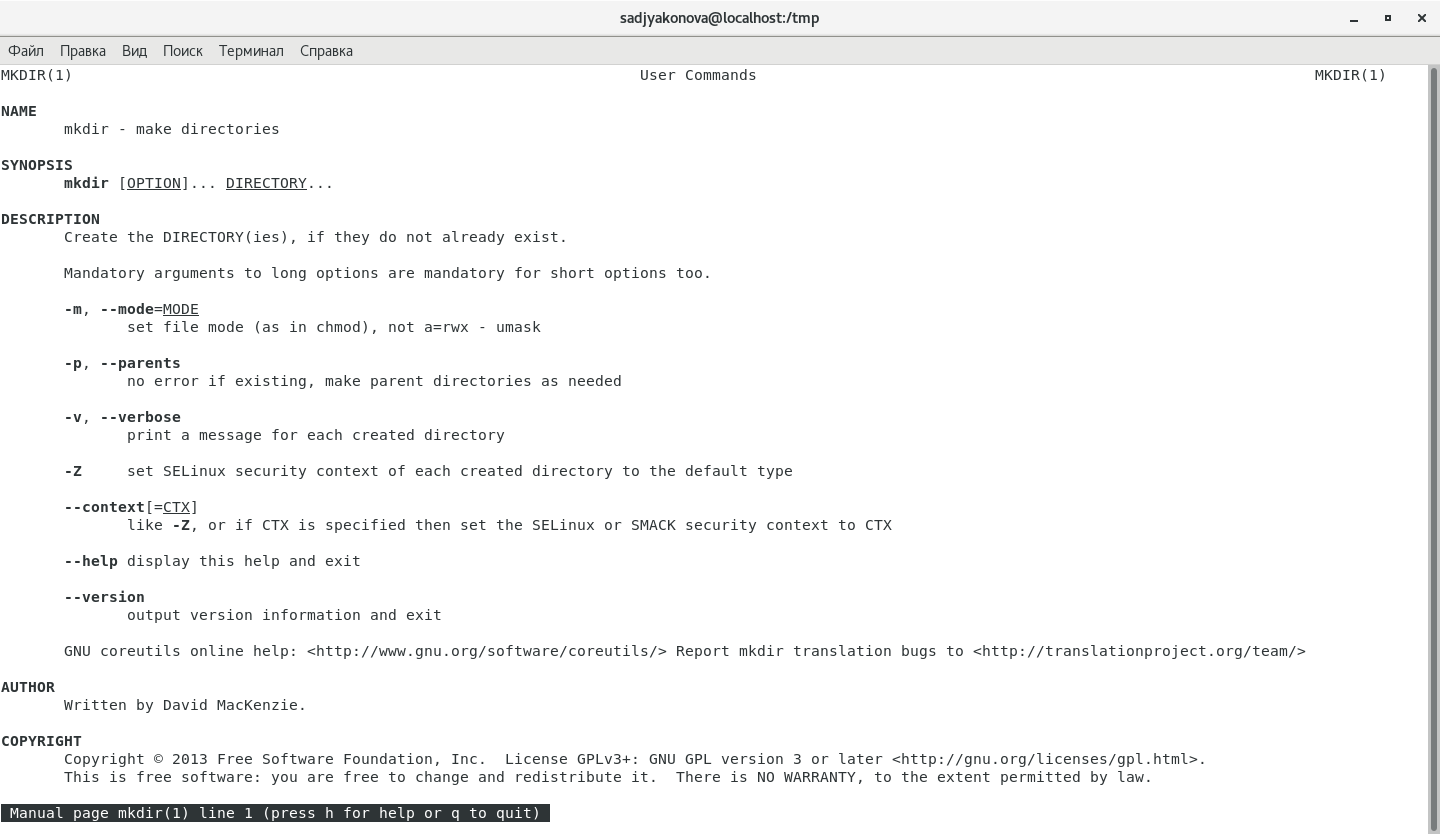 sadjyakonova@localhost:/tmp
Файл Правка Вид Поиск Терминал Справка
MKDIR(1) User Commands MKDIR(1)
NAME
mkdir - make directories
SYNOPSIS
mkdir [OPTION]... DIRECTORY...
DESCRIPTION
Create the DIRECTORY(ies), if they do not already exist.
Mandatory arguments to long options are mandatory for short options too.
-m, --mode=MODE
set file mode (as in chmod), not a=rwx - umask
-p, --parents
no error if existing, make parent directories as needed
-v, --verbose
print a message for each created directory
-Z set SELinux security context of each created directory to the default type
--context[=CTX]
like -Z, or if CTX is specified then set the SELinux or SMACK security context to CTX
--help display this help and exit
--version
output version information and exit
GNU coreutils online help: <http://www.gnu.org/software/coreutils/> Report mkdir translation bugs to <http://translationproject.org/team/>
AUTHOR
Written by David MacKenzie.
COPYRIGHT
Copyright © 2013 Free Software Foundation, Inc. License GPLv3+: GNU GPL version 3 or later <http://gnu.org/licenses/gpl.html>.
This is free software: you are free to change and redistribute it. There is NO WARRANTY, to the extent permitted by law.
Manual page mkdir(1) line 1 (press h for help or q to quit)